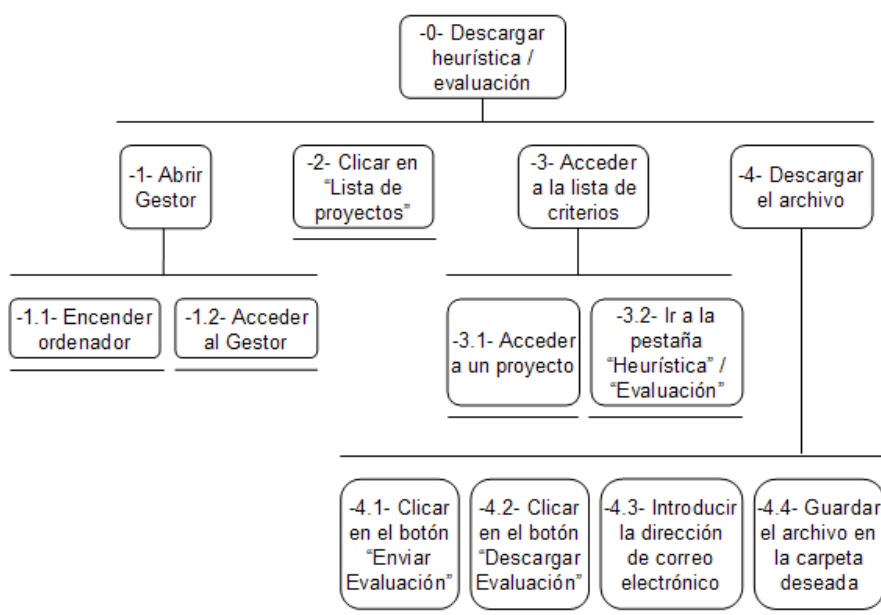 -0- Descargar
heurística /
evaluación
-1- Abrir
Gestor
-2- Clicar en
“Lista de
proyectos”
-3- Acceder
a la lista de
criterios
-4- Descargar
el archivo
-1.1- Encender
ordenador
-1.2- Acceder
al Gestor
-3.1- Acceder
a un proyecto
-3.2- Ir a la
pestaña
“Heurística” /
“Evaluación”
-4.1- Clicar
en el botón
“Enviar
Evaluación”
-4.2- Clicar
en el botón
“Descargar
Evaluación”
-4.3- Introducir
la dirección
de correo
electrónico
-4.4- Guardar
el archivo en
la carpeta
deseada